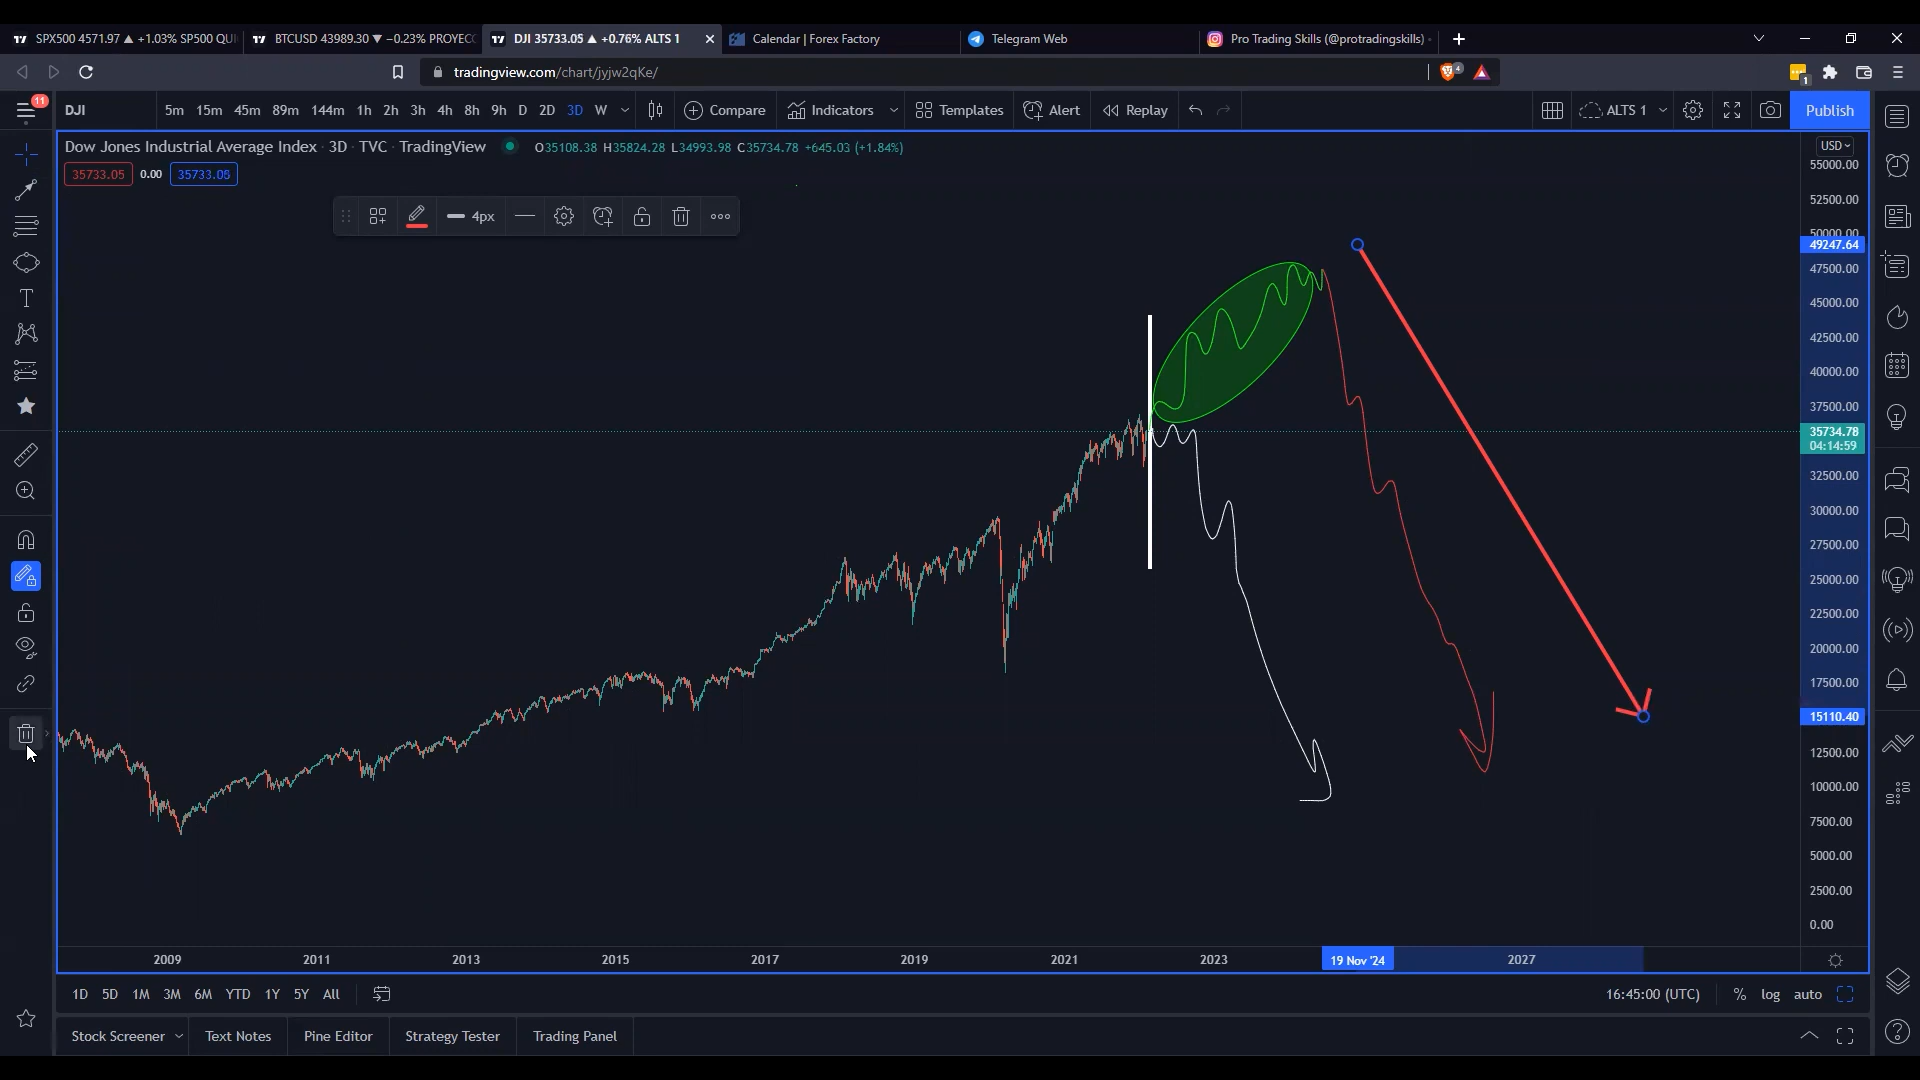 SPX500 4571.97 ▲ +1.03% SP500 QUI
BTCUSD 43989.30 ▼ −0.23% PROYEC
DJI 35733.05 ▲ +0.76% ALTS 1
Calendar | Forex Factory
Telegram Web
Pro Trading Skills (@protradingskills)
tradingview.com/chart/jyjw2qKe/
4
1
11
DJI
5m 15m 45m 89m 144m 1h 2h 3h 4h 8h 9h D 2D 3D W
Compare
Indicators
Templates
Alert
Replay
ALTS 1
Publish
Dow Jones Industrial Average Index · 3D · TVC · TradingView
O35108.38 H35824.28 L34993.98 C35734.78 +645.03 (+1.84%)
35733.05 0.00 35733.05
4px
USD
55000.00
52500.00
50000.00
49247.64
47500.00
45000.00
42500.00
40000.00
37500.00
35734.78
04:14:59
32500.00
30000.00
27500.00
25000.00
22500.00
20000.00
17500.00
15110.40
12500.00
10000.00
7500.00
5000.00
2500.00
0.00
2009 2011 2013 2015 2017 2019 2021 2023 19 Nov '24 2027
1D 5D 1M 3M 6M YTD 1Y 5Y All
16:45:00 (UTC) % log auto
Stock Screener Text Notes Pine Editor Strategy Tester Trading Panel